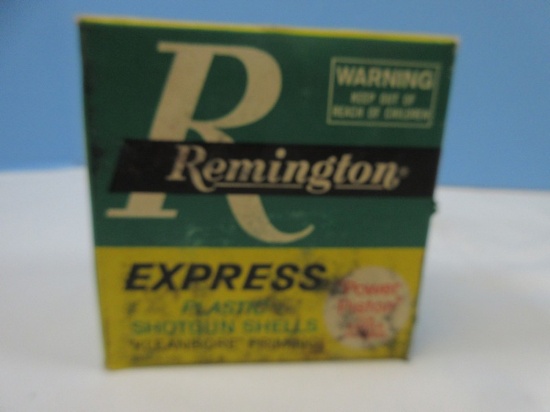 R
WARNING
KEEP OUT OF
REACH OF CHILDREN
Remington®
EXPRESS
PLASTIC
SHOTGUN SHELLS
"KLEANBORE" PRIMING
Power
Piston